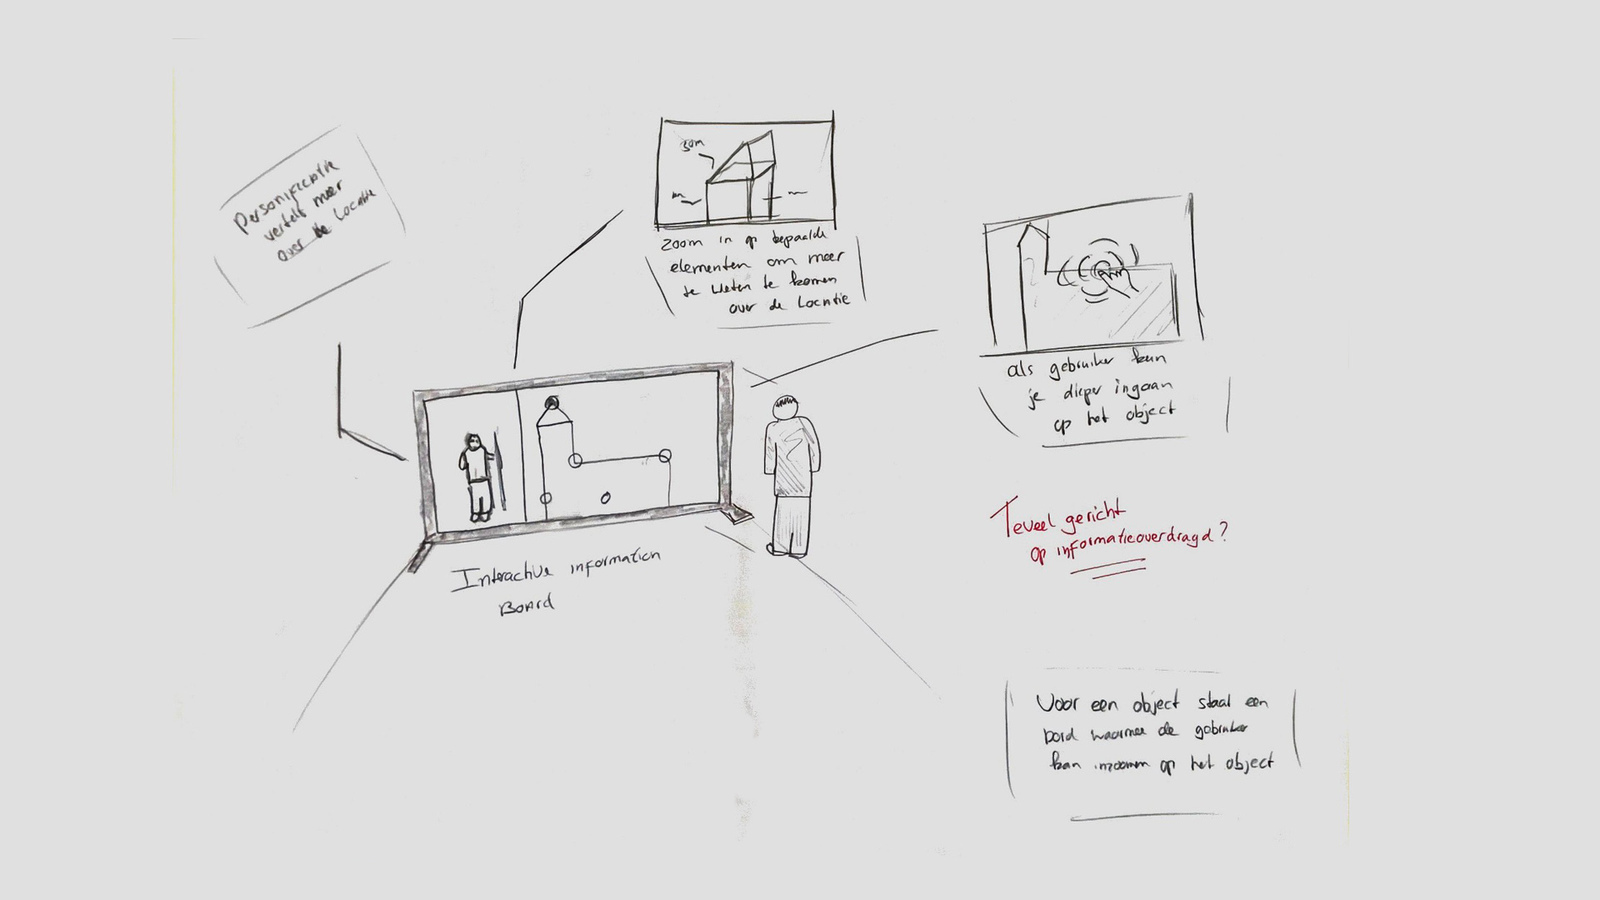 Personificatie
vertelt meer
over de Locatie
30m
zoom in op bepaalde
elementen om meer
te weten te komen
over de Locatie
als gebruiker kan
je dieper ingaan
op het object
Interactive information
Board
Teveel gericht
op informatieoverdragd?
Voor een object staat een
bord waarmee de gebruiker
kan inzoomen op het object